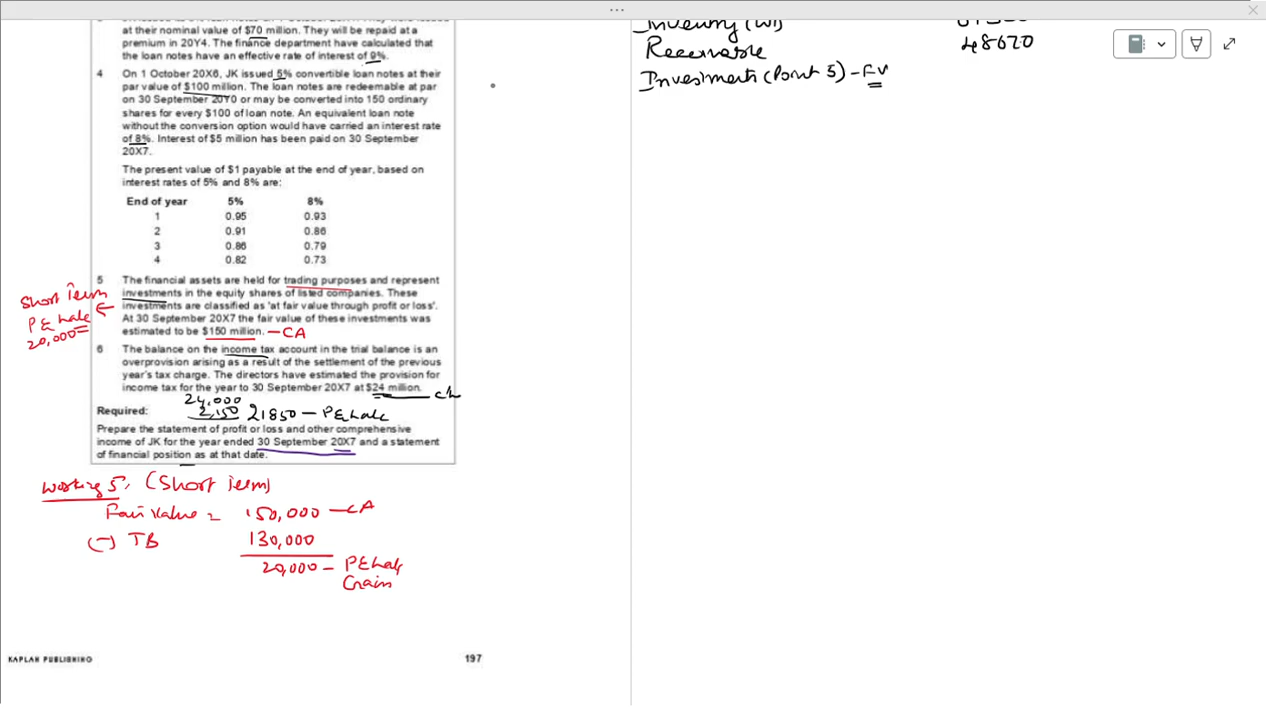 at their nominal value of $70 million. They will be repaid at a
premium in 20Y4. The finance department have calculated that
the loan notes have an effective rate of interest of 9%.
4 On 1 October 20X6, JK issued 5% convertible loan notes at their
par value of $100 million. The loan notes are redeemable at par
on 30 September 20Y0 or may be converted into 150 ordinary
shares for every $100 of loan note. An equivalent loan note
without the conversion option would have carried an interest rate
of 8%. Interest of $5 million has been paid on 30 September
20X7.
The present value of $1 payable at the end of year, based on
interest rates of 5% and 8% are:
End of year 5% 8%
1 0.95 0.93
2 0.91 0.86
3 0.86 0.79
4 0.82 0.73
5 The financial assets are held for trading purposes and represent
investments in the equity shares of listed companies. These
investments are classified as 'at fair value through profit or loss'.
At 30 September 20X7 the fair value of these investments was
estimated to be $150 million. — CA
Short Term
P & Loss
20,000
6 The balance on the income tax account in the trial balance is an
overprovision arising as a result of the settlement of the previous
year's tax charge. The directors have estimated the provision for
income tax for the year to 30 September 20X7 at $24 million. CL
24,000
Required: 2,150 21850 — P & Loss
Prepare the statement of profit or loss and other comprehensive
income of JK for the year ended 30 September 20X7 and a statement
of financial position as at that date.
Working 5, (Short Term)
Fair Value = 150,000 — CA
(-) TB 130,000
20,000 — P & Loss
Gain
KAPLAN PUBLISHING 197
Inventory (W1)
Receivable 48620
Investments (Point 5) - FV